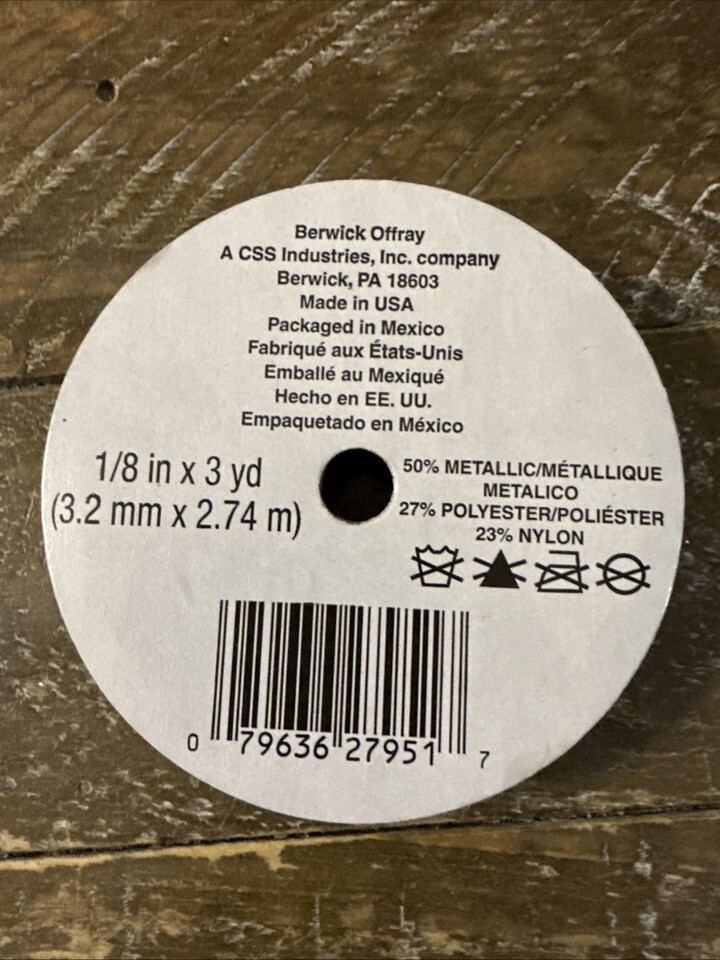 Berwick Offray
A CSS Industries, Inc. company
Berwick, PA 18603
Made in USA
Packaged in Mexico
Fabriqué aux États-Unis
Emballé au Mexiqué
Hecho en EE. UU.
Empaquetado en México
1/8 in x 3 yd
(3.2 mm x 2.74 m)
50% METALLIC/MÉTALLIQUE
METALICO
27% POLYESTER/POLIÉSTER
23% NYLON
0 79636 27951 7